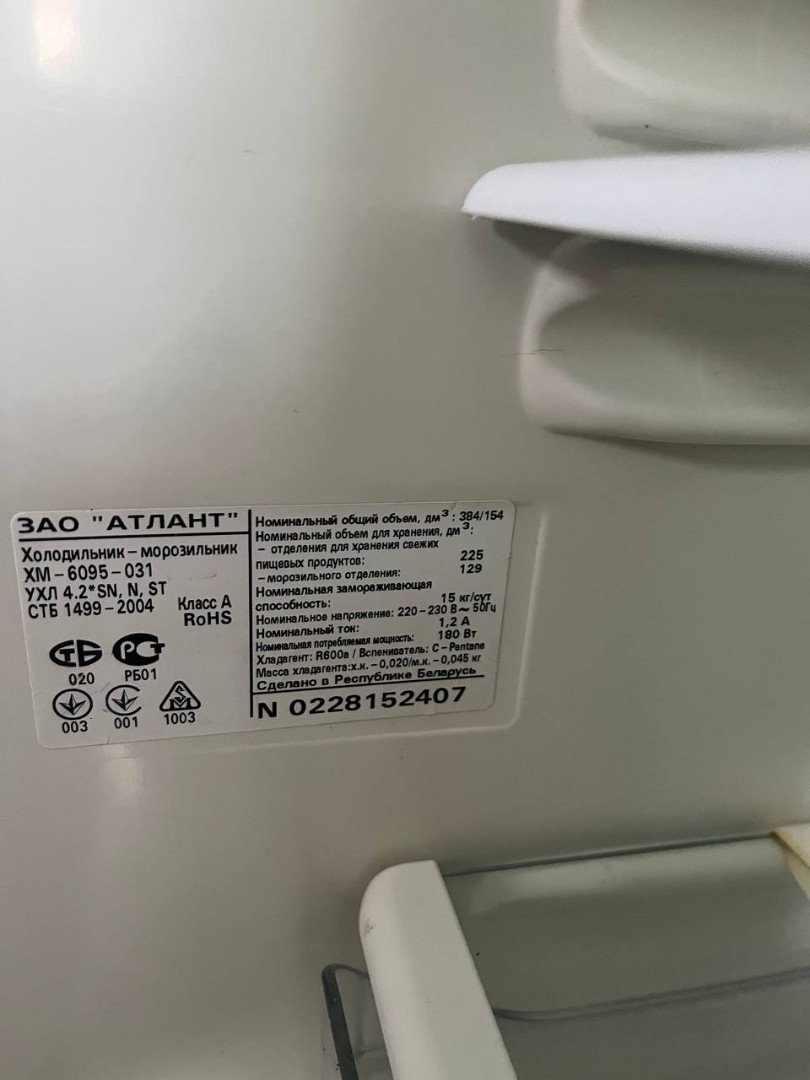 ЗАО "АТЛАНТ"
Холодильник – морозильник
ХМ – 6095 – 031
УХЛ 4.2*SN, N, ST
СТБ 1499 – 2004
Класс А
RoHS
020
РБ01
003
001
1003
Номинальный общий объем, дм³ : 384/154
Номинальный объем для хранения, дм³:
– отделения для хранения свежих
пищевых продуктов: 225
– морозильного отделения: 129
Номинальная замораживающая
способность: 15 кг/сут
Номинальное напряжение: 220 – 230 В ~ 50Гц
Номинальный ток: 1,2 А
Номинальная потребляемая мощность: 180 Вт
Хладагент: R600a / Вспениватель: C – Pentane
Масса хладагента:х.к. – 0,020/м.к. – 0,045 кг
Сделано в Республике Беларусь
N 0228152407